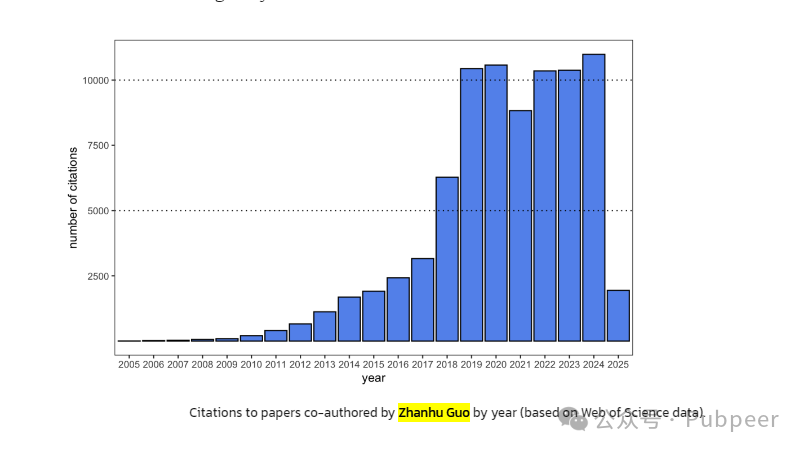 10000
7500
5000
2500
number of citations
2005 2006 2007 2008 2009 2010 2011 2012 2013 2014 2015 2016 2017 2018 2019 2020 2021 2022 2023 2024 2025
year
Citations to papers co-authored by Zhanhu Guo by year (based on Web of Science data).
公众号 · Pubpeer